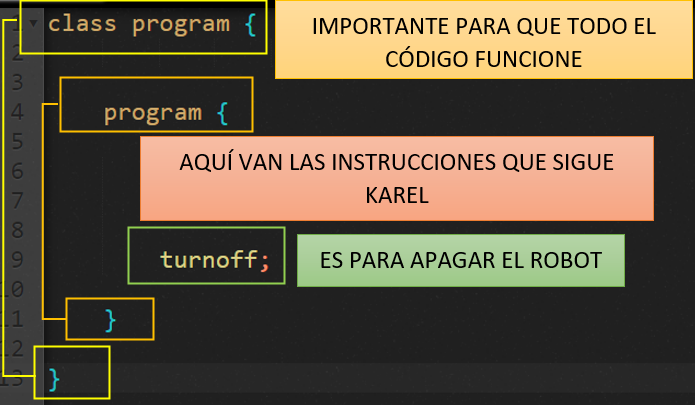 1 class program {
IMPORTANTE PARA QUE TODO EL
CÓDIGO FUNCIONE
2
3
4 program {
5
AQUÍ VAN LAS INSTRUCCIONES QUE SIGUE
6
KAREL
7
8
9 turnoff;
ES PARA APAGAR EL ROBOT
10
11 }
12
13 }